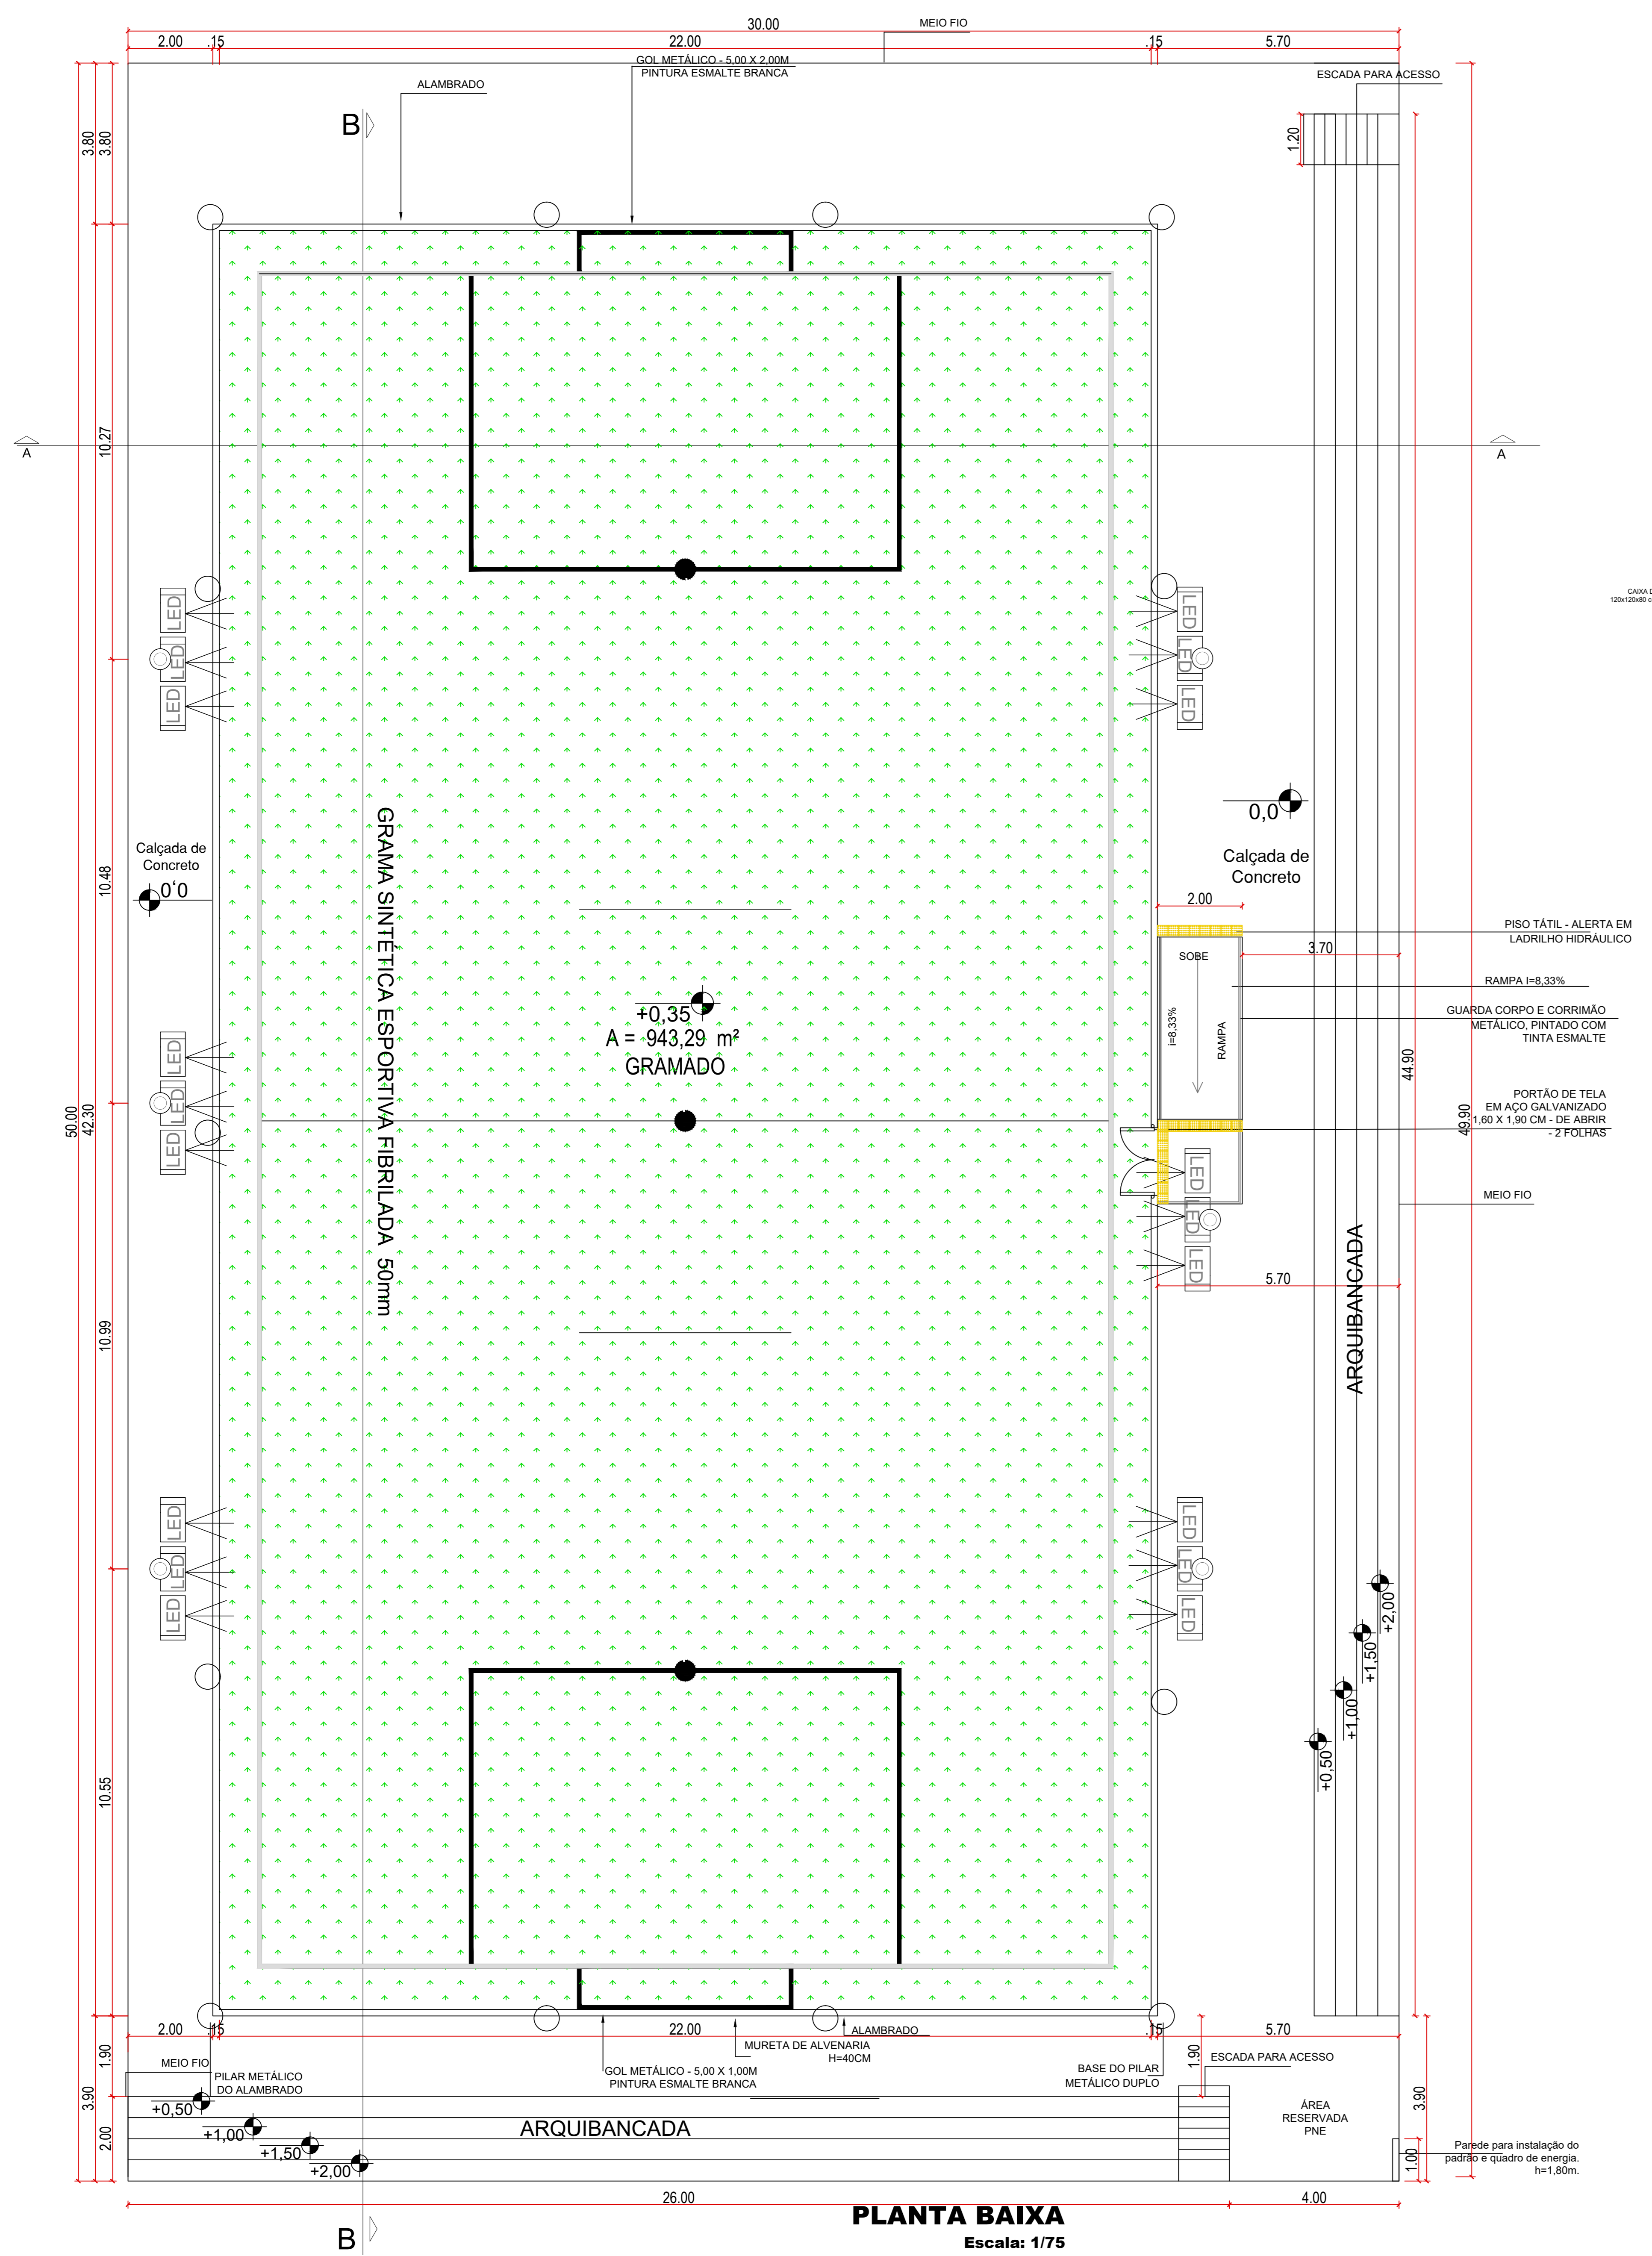 30.00
MEIO FIO
2.00
.15
22.00
.15
5.70
GOL METÁLICO - 5,00 X 2,00M
PINTURA ESMALTE BRANCA
ESCADA PARA ACESSO
ALAMBRADO
B
3.80
3.80
1.20
10.27
A
A
CAIXA D
120x120x80 c
LED
LED
LED
LED
LED
LED
0,0
Calçada de
Concreto
10.48
0,0
Calçada de
Concreto
GRAMA SINTÉTICA ESPORTIVA FIBRILADA 50mm
2.00
PISO TÁTIL - ALERTA EM
LADRILHO HIDRÁULICO
3.70
SOBE
RAMPA I=8,33%
+0,35
A = 943,29 m²
GRAMADO
i=8,33%
RAMPA
GUARDA CORPO E CORRIMÃO
METÁLICO, PINTADO COM
TINTA ESMALTE
44.90
50.00
42.30
49.90
PORTÃO DE TELA
EM AÇO GALVANIZADO
1,60 X 1,90 CM - DE ABRIR
- 2 FOLHAS
LED
LED
LED
LED
LED
LED
MEIO FIO
5.70
ARQUIBANCADA
10.99
LED
LED
LED
LED
LED
LED
+2,00
+1,50
+1,00
+0,50
10.55
2.00
.15
22.00
.15
5.70
ALAMBRADO
MURETA DE ALVENARIA
H=40CM
1.90
MEIO FIO
PILAR METÁLICO
DO ALAMBRADO
GOL METÁLICO - 5,00 X 1,00M
PINTURA ESMALTE BRANCA
BASE DO PILAR
METÁLICO DUPLO
1.90
ESCADA PARA ACESSO
3.90
3.90
2.00
+0,50
+1,00
+1,50
+2,00
ARQUIBANCADA
ÁREA
RESERVADA
PNE
1.00
Parede para instalação do
padrão e quadro de energia.
h=1,80m.
26.00
4.00
PLANTA BAIXA
Escala: 1/75
B